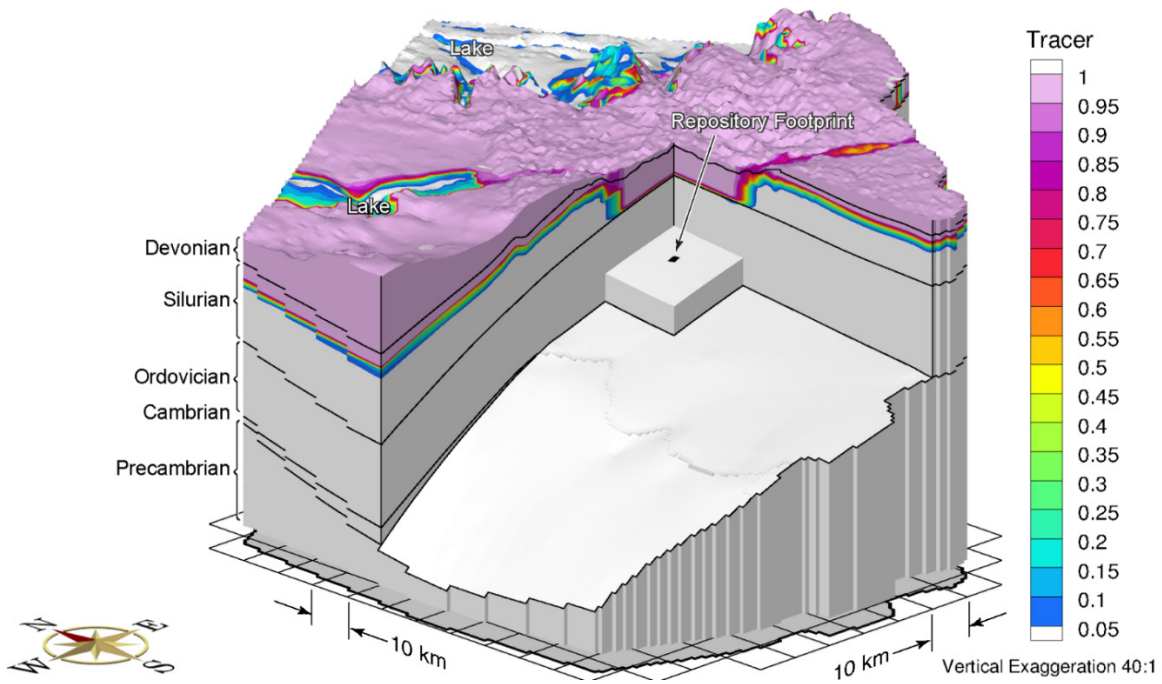 Lake
Repository Footprint
Lake
Devonian
Silurian
Ordovician
Cambrian
Precambrian
Tracer
1
0.95
0.9
0.85
0.8
0.75
0.7
0.65
0.6
0.55
0.5
0.45
0.4
0.35
0.3
0.25
0.2
0.15
0.1
0.05
N
E
W
S
10 km
10 km
Vertical Exaggeration 40:1